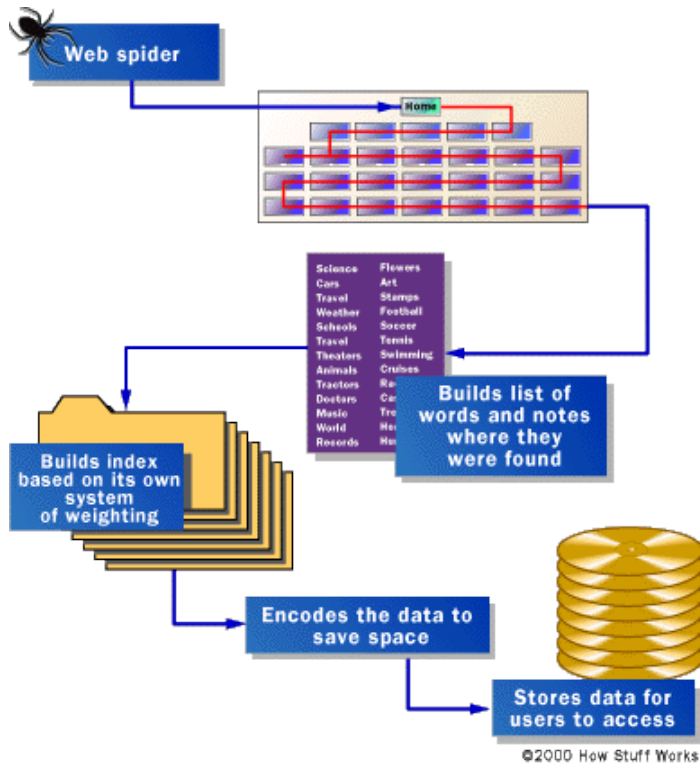 Web spider
Home
Science Flowers
Cars Art
Travel Stamps
Weather Football
Schools Soccer
Travel Tennis
Theaters Swimming
Animals Cruises
Tractors
Doctors
Music
World
Records
Builds list of
words and notes
where they
were found
Builds index
based on its own
system
of weighting
Encodes the data to
save space
Stores data for
users to access
©2000 How Stuff Works